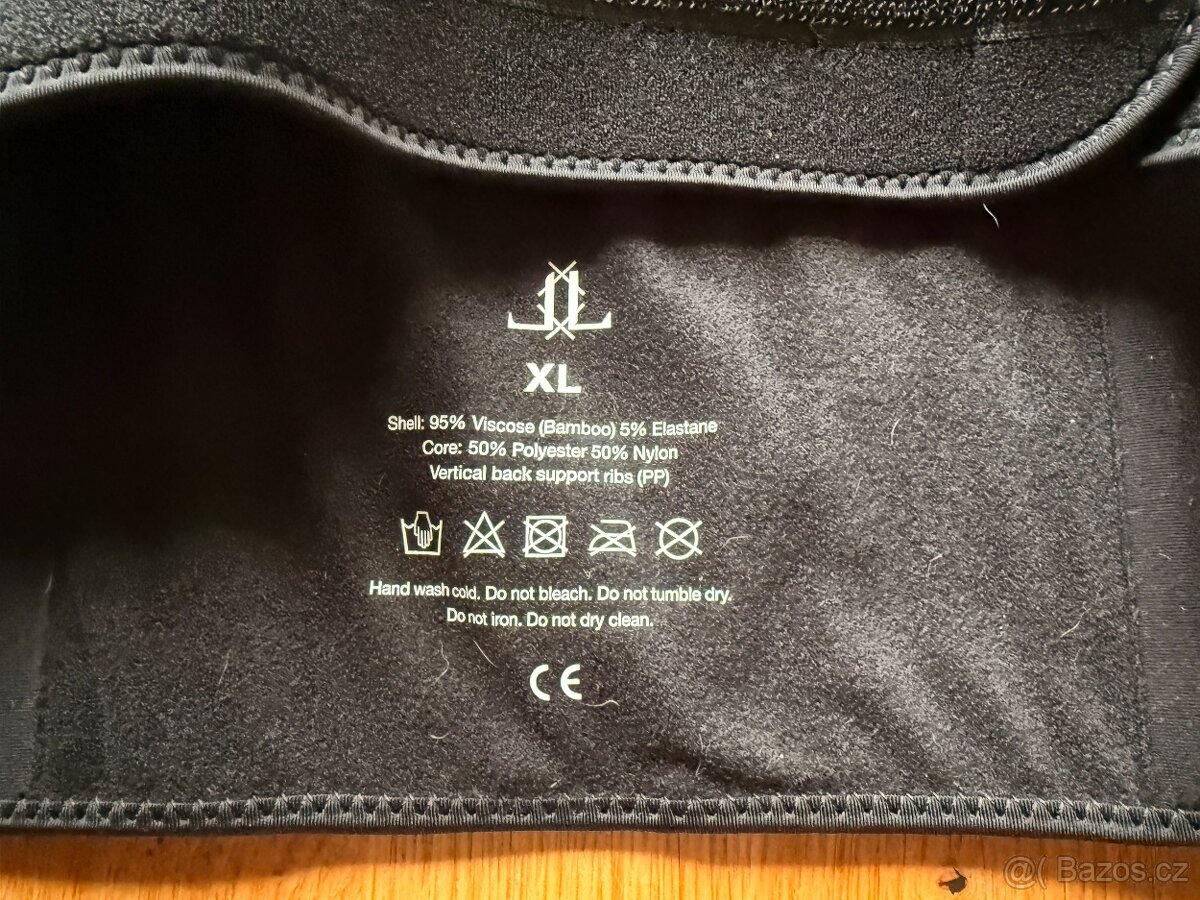 XL
Shell: 95% Viscose (Bamboo) 5% Elastane
Core: 50% Polyester 50% Nylon
Vertical back support ribs (PP)
Hand wash cold. Do not bleach. Do not tumble dry.
Do not iron. Do not dry clean.
CE
@( Bazos.cz